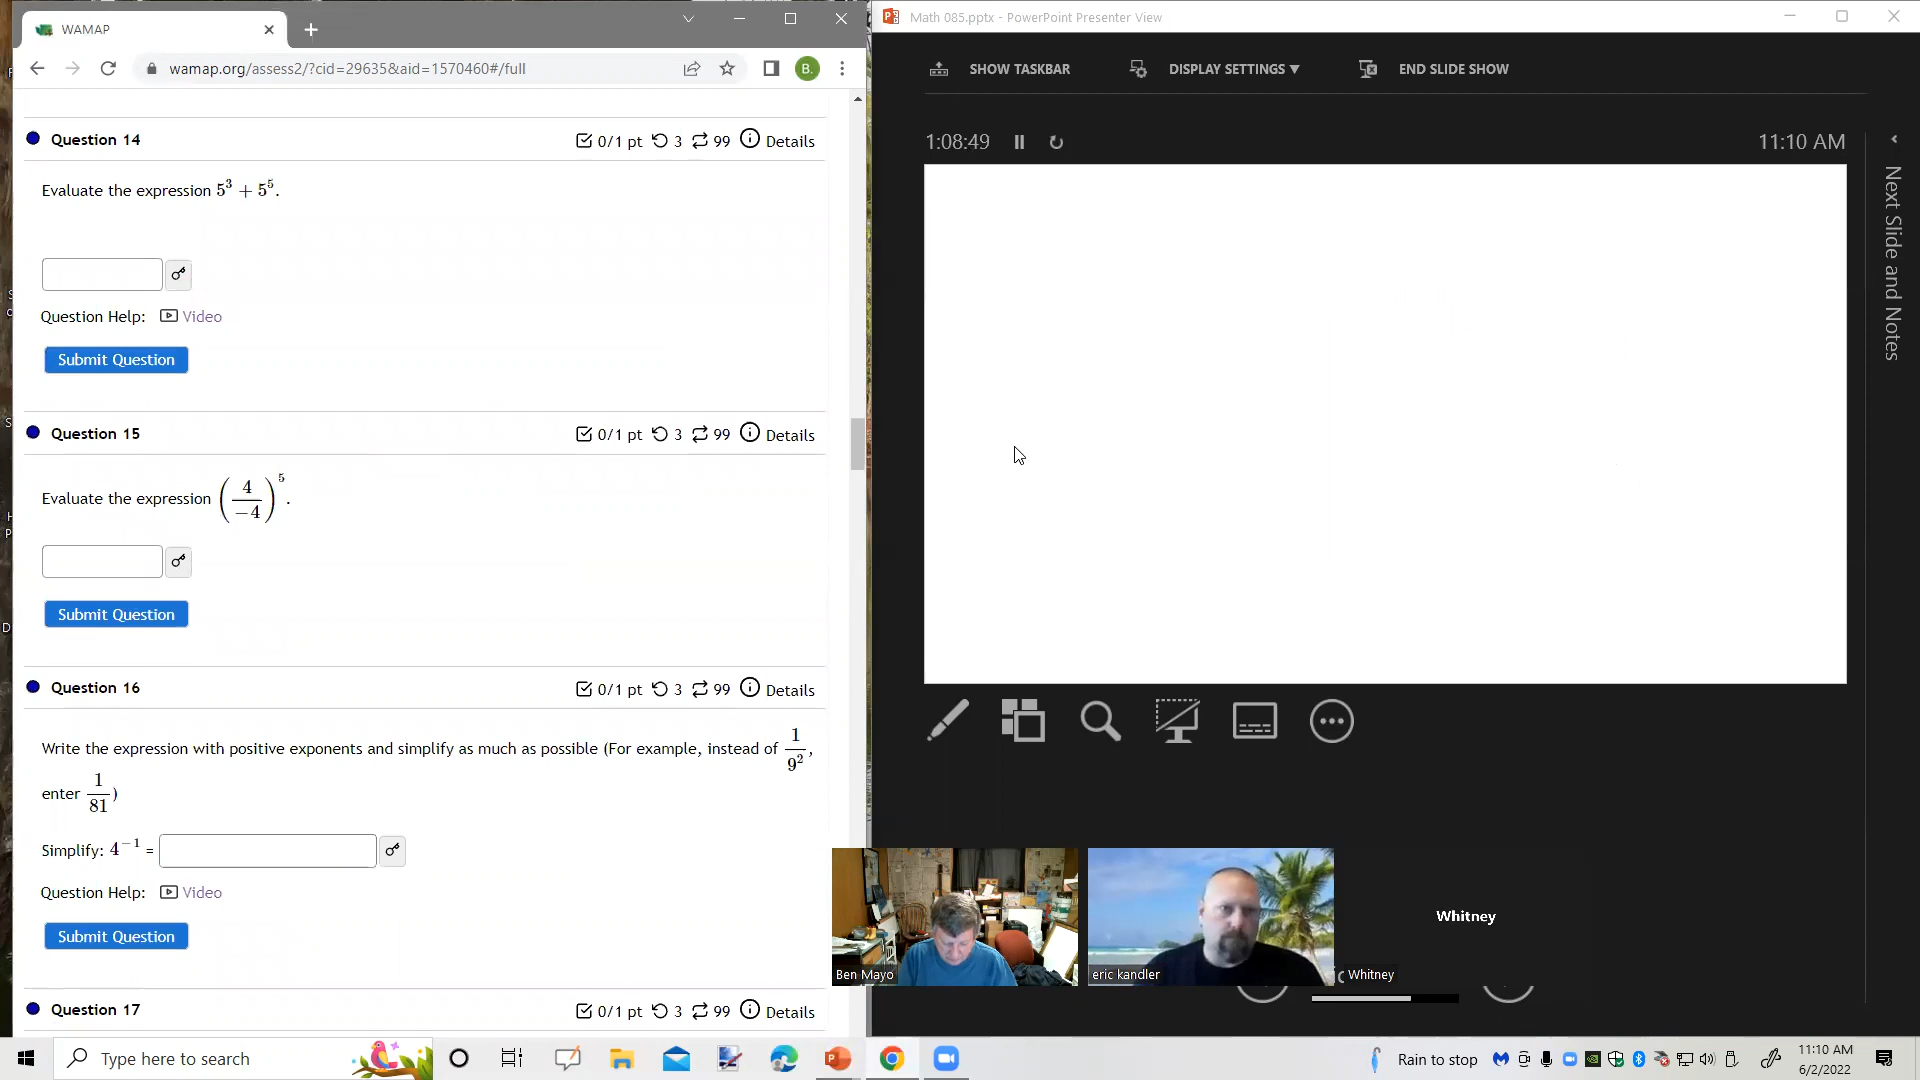 WAMAP
wamap.org/assess2/?cid=29635&aid=1570460#/full
B.
Question 14
0/1 pt 3 99 Details
Evaluate the expression 5³ + 5⁵.
Question Help: Video
Submit Question
Question 15
0/1 pt 3 99 Details
Evaluate the expression (4/−4)⁵.
Submit Question
Question 16
0/1 pt 3 99 Details
Write the expression with positive exponents and simplify as much as possible (For example, instead of 1/9²,
enter 1/81)
Simplify: 4⁻¹ =
Question Help: Video
Submit Question
Question 17
0/1 pt 3 99 Details
Math 085.pptx - PowerPoint Presenter View
SHOW TASKBAR
DISPLAY SETTINGS ▼
END SLIDE SHOW
1:08:49
11:10 AM
Next Slide and Notes
Ben Mayo
eric kandler
Whitney
Whitney
Type here to search
Rain to stop
11:10 AM
6/2/2022